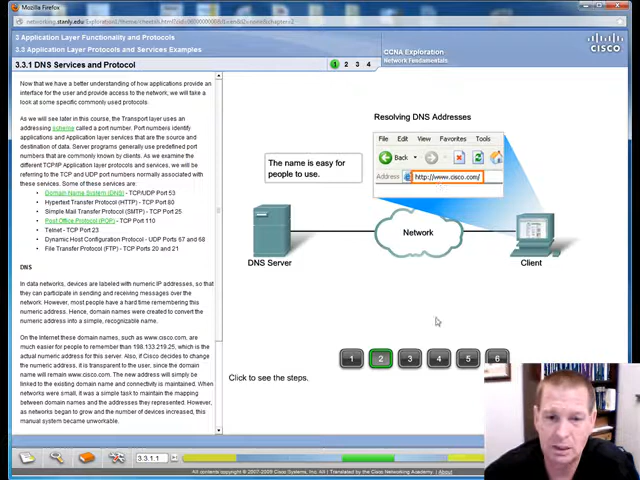 Mozilla Firefox
3 Application Layer Functionality and Protocols
3.3 Application Layer Protocols and Services Examples
CCNA Exploration
Network Fundamentals
CISCO
3.3.1 DNS Services and Protocol
1 2 3 4
Now that we have a better understanding of how applications provide an
interface for the user and provide access to the network, we will take a
look at some specific commonly used protocols.
As we will see later in this course, the Transport layer uses an
addressing scheme called a port number. Port numbers identify
applications and Application layer services that are the source and
destination of data. Server programs generally use predefined port
numbers that are commonly known by clients. As we examine the
different TCP/IP Application layer protocols and services, we will be
referring to the TCP and UDP port numbers normally associated with
these services. Some of these services are:
Domain Name System (DNS) - TCP/UDP Port 53
Hypertext Transfer Protocol (HTTP) - TCP Port 80
Simple Mail Transfer Protocol (SMTP) - TCP Port 25
Post Office Protocol (POP) - TCP Port 110
Telnet - TCP Port 23
Dynamic Host Configuration Protocol - UDP Ports 67 and 68
File Transfer Protocol (FTP) - TCP Ports 20 and 21
DNS
In data networks, devices are labeled with numeric IP addresses, so that
they can participate in sending and receiving messages over the
network. However, most people have a hard time remembering this
numeric address. Hence, domain names were created to convert the
numeric address into a simple, recognizable name.
On the Internet these domain names, such as www.cisco.com, are
much easier for people to remember than 198.133.219.25, which is the
actual numeric address for this server. Also, if Cisco decides to change
the numeric address, it is transparent to the user, since the domain
name will remain www.cisco.com. The new address will simply be
linked to the existing domain name and connectivity is maintained. When
networks were small, it was a simple task to maintain the mapping
between domain names and the addresses they represented. However,
as networks began to grow and the number of devices increased, this
manual system became unworkable.
Resolving DNS Addresses
The name is easy for
people to use.
File Edit View Favorites Tools
Back
Address http://www.cisco.com/
Network
DNS Server
Client
1 2 3 4 5 6
Click to see the steps.
3.3.1.1
All contents copyright © 2007-2009 Cisco Systems, Inc. All | Translated by the Cisco Networking Academy. | About